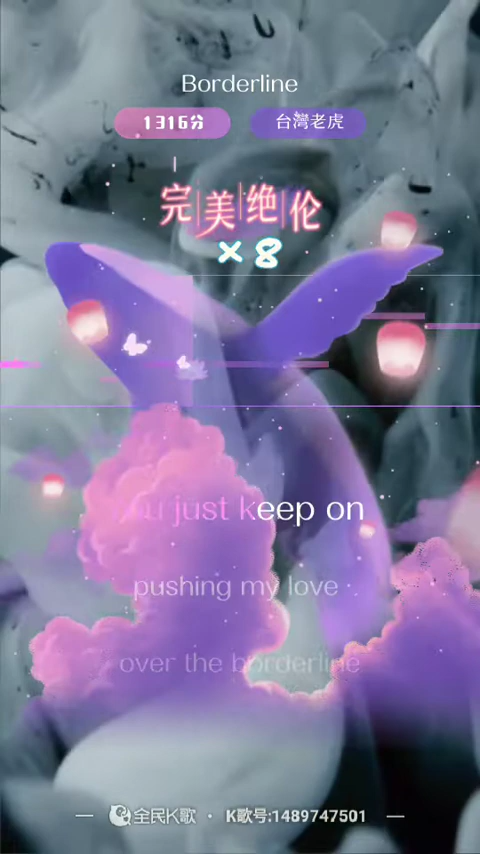 Borderline
1316分
台灣老虎
完美绝伦
×8
just keep on
pushing my love
over the borderline
全民K歌 · K歌号:1489747501